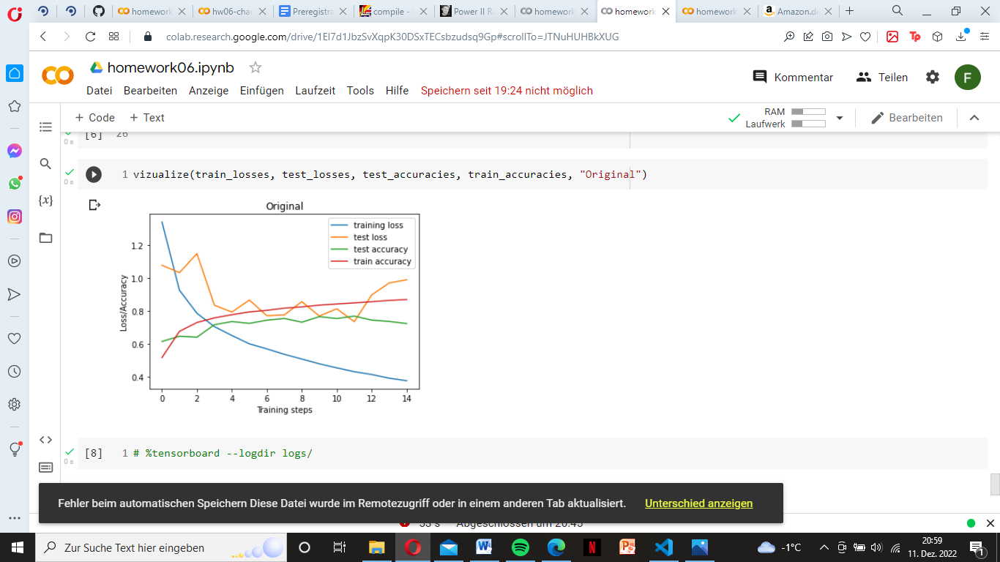 homework
hw06-char
Preregistra
compile -
Power II R
homework
homework
homework
Amazon.de
colab.research.google.com/drive/1El7d1JbzSvXqpK30DSxTECsbzudsq9Gp#scrollTo=JTNuHUHBkXUG
homework06.ipynb
Kommentar
Teilen
F
Datei Bearbeiten Anzeige Einfügen Laufzeit Tools Hilfe Speichern seit 19:24 nicht möglich
+ Code + Text
RAM
Laufwerk
Bearbeiten
[6] 26
0 s
1 vizualize(train_losses, test_losses, test_accuracies, train_accuracies, "Original")
0 s
Original
training loss
test loss
test accuracy
train accuracy
Loss/Accuracy
1.2
1.0
0.8
0.6
0.4
0 2 4 6 8 10 12 14
Training steps
[8] 1 # %tensorboard --logdir logs/
0 s
Fehler beim automatischen Speichern Diese Datei wurde im Remotezugriff oder in einem anderen Tab aktualisiert. Unterschied anzeigen
53 s Abgeschlossen um 20:45
Zur Suche Text hier eingeben
-1°C
20:59
11. Dez. 2022
1